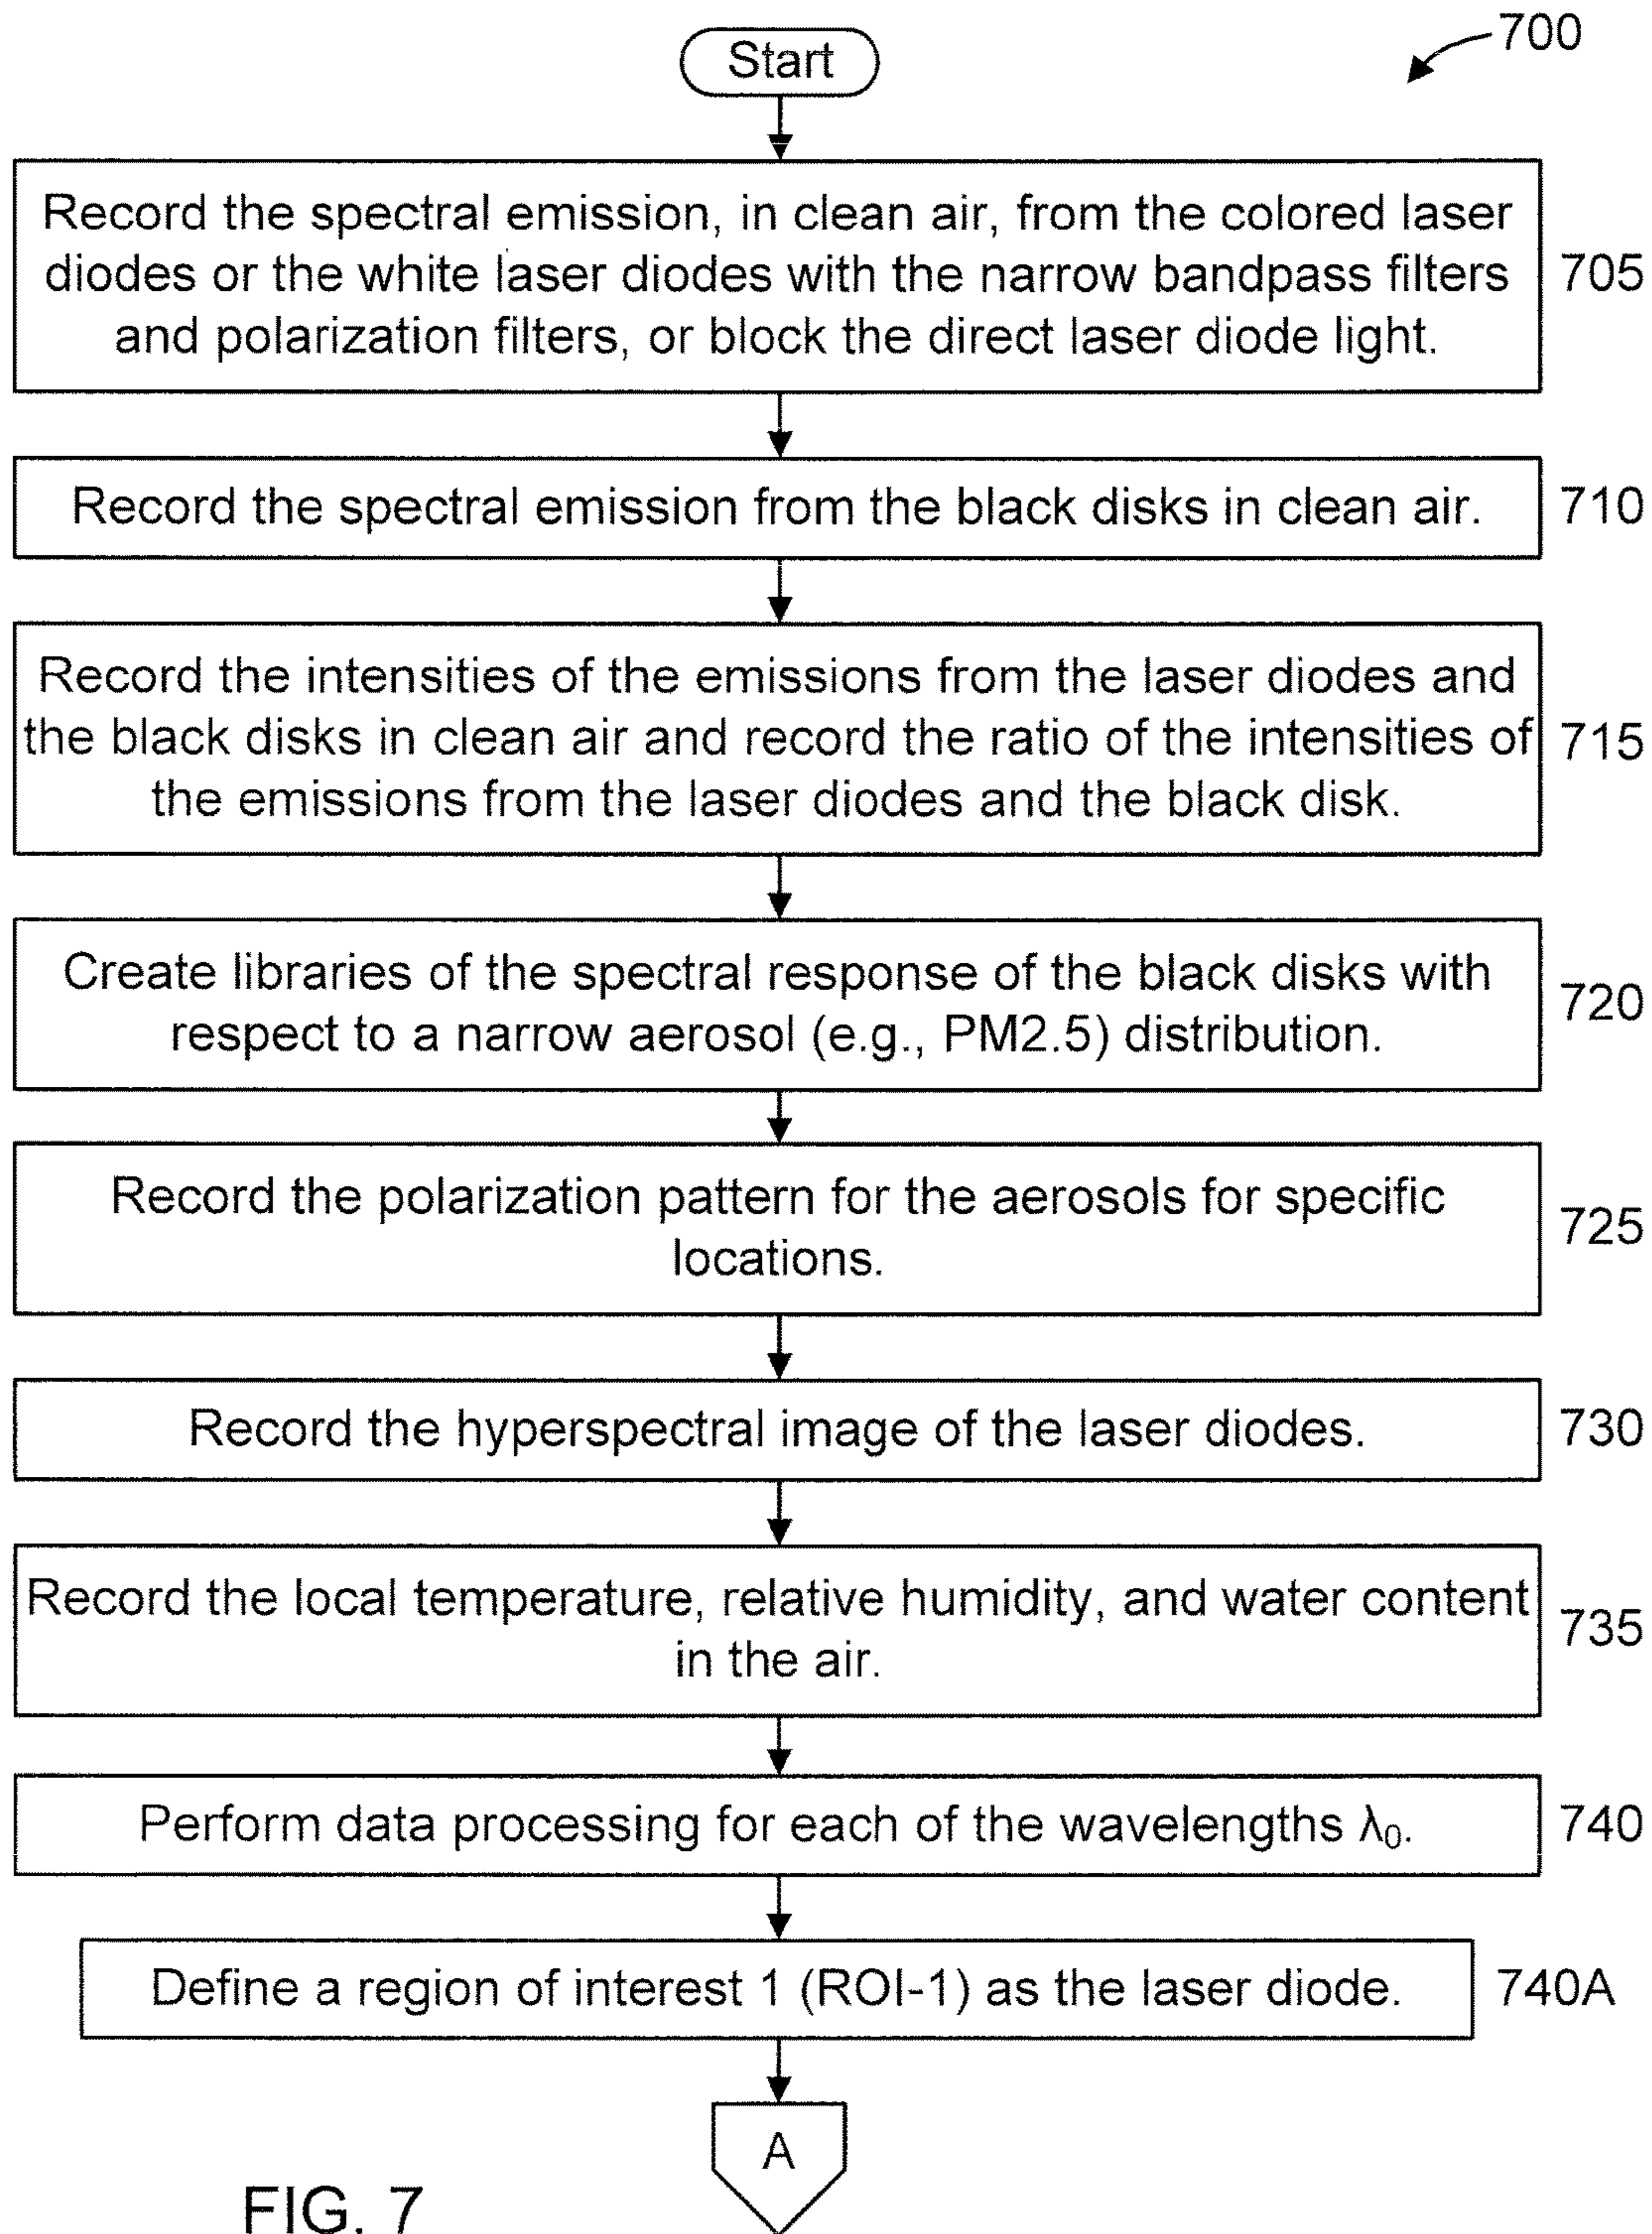 700
Start
Record the spectral emission, in clean air, from the colored laser
diodes or the white laser diodes with the narrow bandpass filters
and polarization filters, or block the direct laser diode light.
705
Record the spectral emission from the black disks in clean air.
710
Record the intensities of the emissions from the laser diodes and
the black disks in clean air and record the ratio of the intensities of
the emissions from the laser diodes and the black disk.
715
Create libraries of the spectral response of the black disks with
respect to a narrow aerosol (e.g., PM2.5) distribution.
720
Record the polarization pattern for the aerosols for specific
locations.
725
Record the hyperspectral image of the laser diodes.
730
Record the local temperature, relative humidity, and water content
in the air.
735
Perform data processing for each of the wavelengths λ₀.
740
Define a region of interest 1 (ROI-1) as the laser diode.
740A
A
FIG. 7